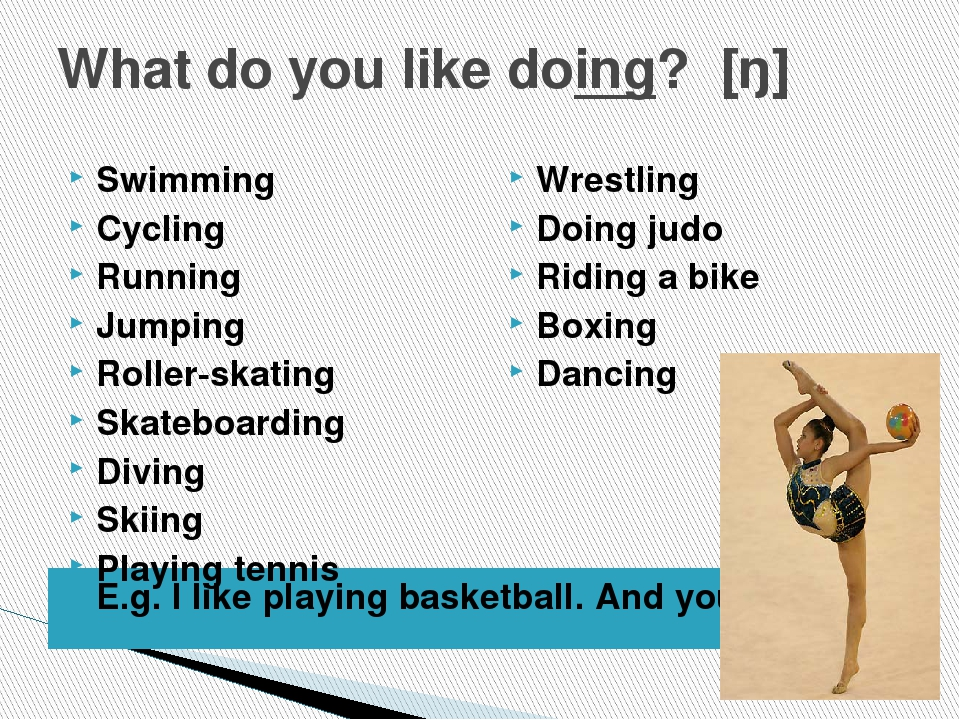 What do you like doing? [ŋ]
Swimming
Cycling
Running
Jumping
Roller-skating
Skateboarding
Diving
Skiing
Playing tennis
Wrestling
Doing judo
Riding a bike
Boxing
Dancing
E.g. I like playing basketball. And